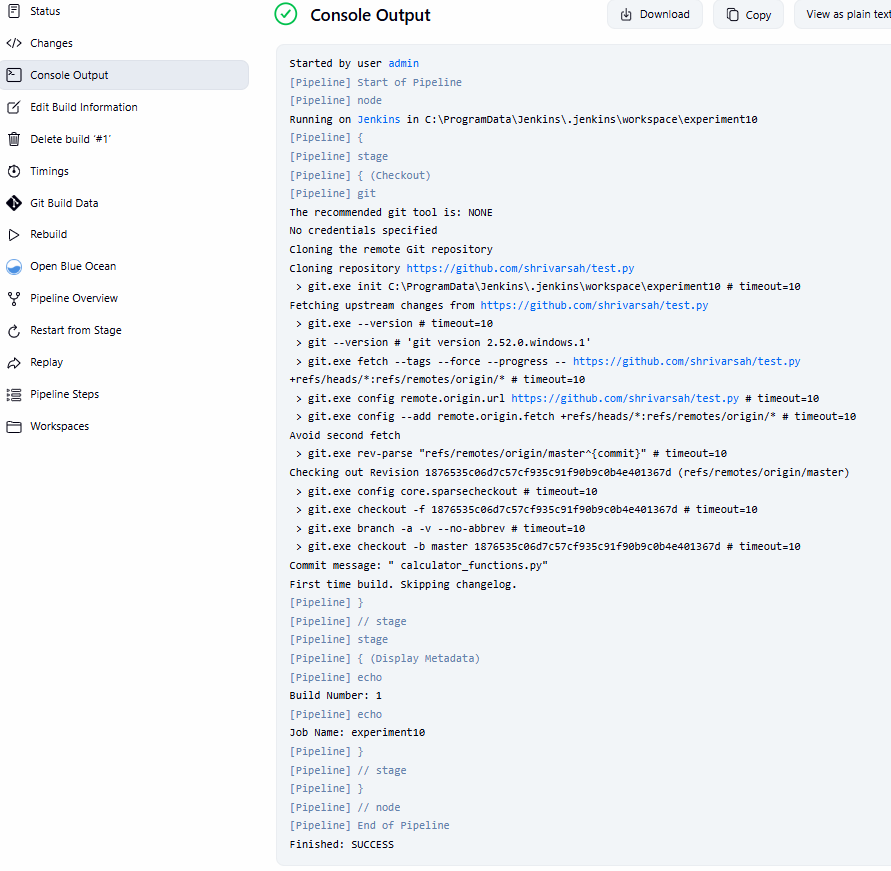 Status
Changes
Console Output
Edit Build Information
Delete build ‘#1’
Timings
Git Build Data
Rebuild
Open Blue Ocean
Pipeline Overview
Restart from Stage
Replay
Pipeline Steps
Workspaces
Console Output
Download
Copy
View as plain text
Started by user admin
[Pipeline] Start of Pipeline
[Pipeline] node
Running on Jenkins in C:\ProgramData\Jenkins\.jenkins\workspace\experiment10
[Pipeline] {
[Pipeline] stage
[Pipeline] { (Checkout)
[Pipeline] git
The recommended git tool is: NONE
No credentials specified
Cloning the remote Git repository
Cloning repository https://github.com/shrivarsah/test.py
> git.exe init C:\ProgramData\Jenkins\.jenkins\workspace\experiment10 # timeout=10
Fetching upstream changes from https://github.com/shrivarsah/test.py
> git.exe --version # timeout=10
> git --version # 'git version 2.52.0.windows.1'
> git.exe fetch --tags --force --progress -- https://github.com/shrivarsah/test.py
+refs/heads/*:refs/remotes/origin/* # timeout=10
> git.exe config remote.origin.url https://github.com/shrivarsah/test.py # timeout=10
> git.exe config --add remote.origin.fetch +refs/heads/*:refs/remotes/origin/* # timeout=10
Avoid second fetch
> git.exe rev-parse "refs/remotes/origin/master^{commit}" # timeout=10
Checking out Revision 1876535c06d7c57cf935c91f90b9c0b4e401367d (refs/remotes/origin/master)
> git.exe config core.sparsecheckout # timeout=10
> git.exe checkout -f 1876535c06d7c57cf935c91f90b9c0b4e401367d # timeout=10
> git.exe branch -a -v --no-abbrev # timeout=10
> git.exe checkout -b master 1876535c06d7c57cf935c91f90b9c0b4e401367d # timeout=10
Commit message: " calculator_functions.py"
First time build. Skipping changelog.
[Pipeline] }
[Pipeline] // stage
[Pipeline] stage
[Pipeline] { (Display Metadata)
[Pipeline] echo
Build Number: 1
[Pipeline] echo
Job Name: experiment10
[Pipeline] }
[Pipeline] // stage
[Pipeline] }
[Pipeline] // node
[Pipeline] End of Pipeline
Finished: SUCCESS